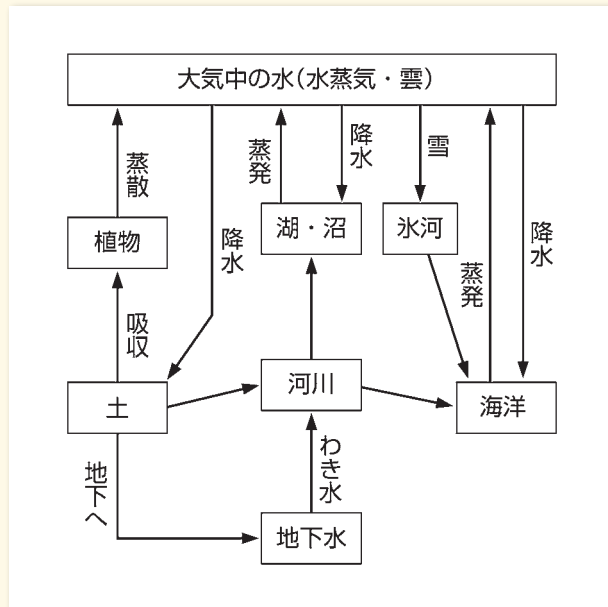 大気中の水(水蒸気・雲)
蒸散
降水
蒸発
降水
雪
蒸発
降水
植物
湖・沼
氷河
吸収
土
河川
海洋
地下へ
わき水
地下水